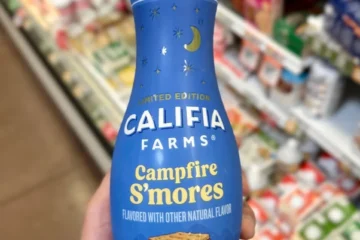 LIMITED EDITION
CALIFIA
FARMS®
Campfire
S'mores
FLAVORED WITH OTHER NATURAL FLAVOR